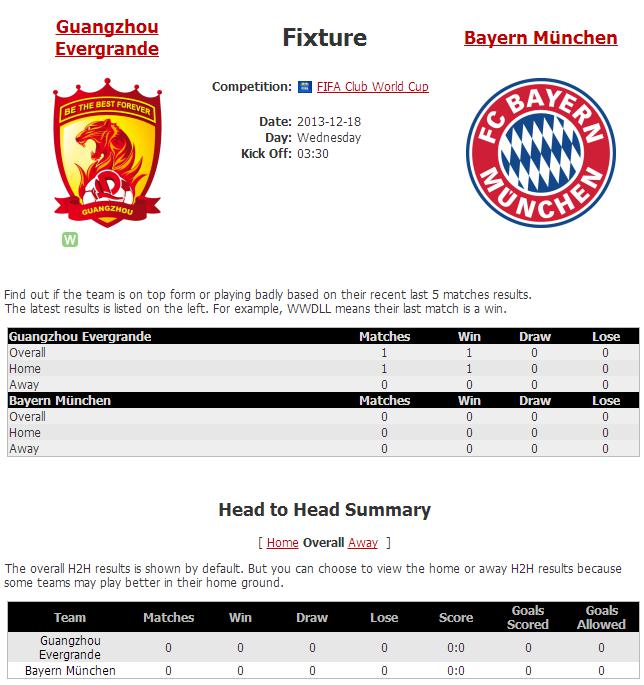 Guangzhou
Evergrande
Fixture
Bayern München
Competition: FIFA Club World Cup
Date: 2013-12-18
Day: Wednesday
Kick Off: 03:30
BE THE BEST FOREVER
GUANGZHOU
FC BAYERN
MÜNCHEN
W
Find out if the team is on top form or playing badly based on their recent last 5 matches results.
The latest results is listed on the left. For example, WWDLL means their last match is a win.
Guangzhou Evergrande Matches Win Draw Lose
Overall 1 1 0 0
Home 1 1 0 0
Away 0 0 0 0
Bayern München Matches Win Draw Lose
Overall 0 0 0 0
Home 0 0 0 0
Away 0 0 0 0
Head to Head Summary
[ Home Overall Away ]
The overall H2H results is shown by default. But you can choose to view the home or away H2H results because
some teams may play better in their home ground.
Team Matches Win Draw Lose Score Goals Scored Goals Allowed
Guangzhou Evergrande 0 0 0 0 0:0 0 0
Bayern München 0 0 0 0 0:0 0 0